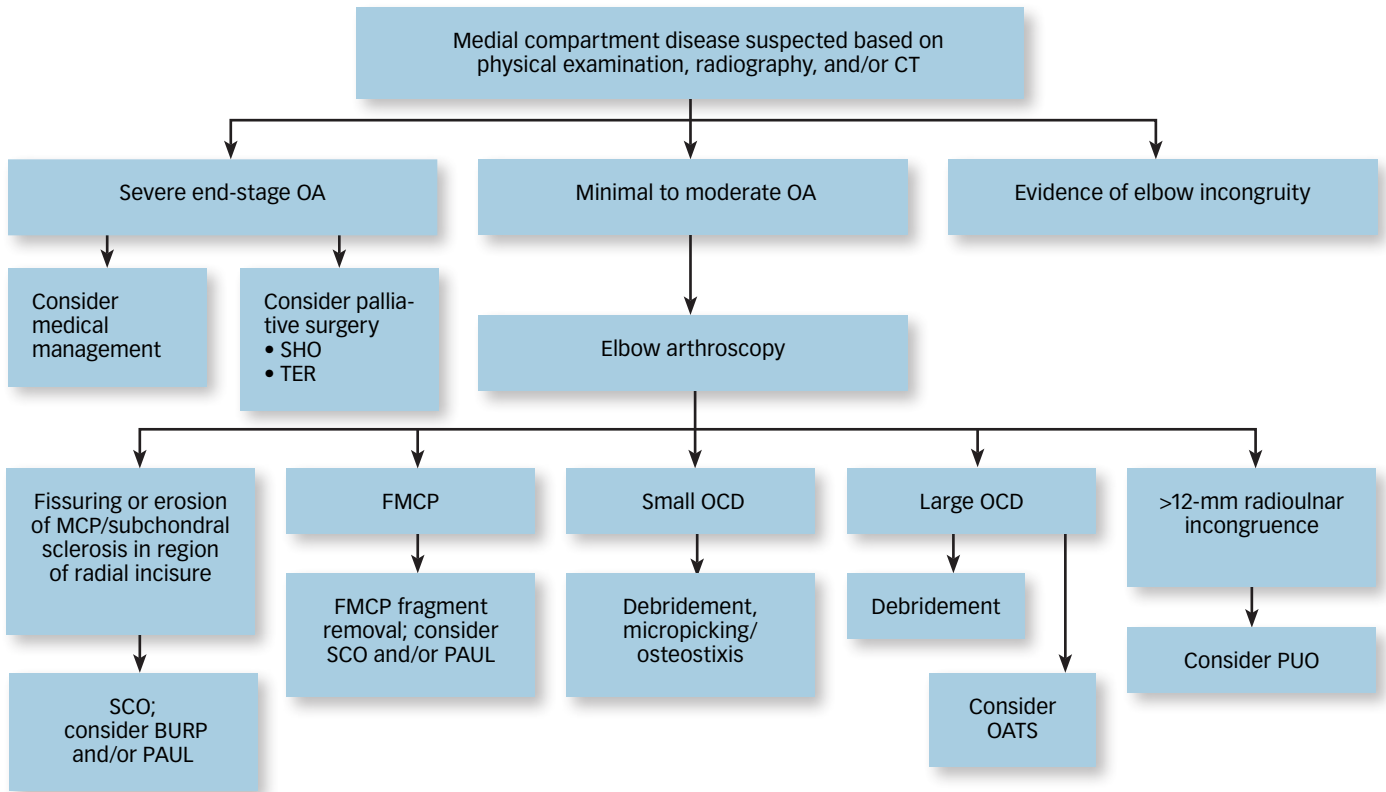 Medial compartment disease suspected based on
physical examination, radiography, and/or CT
Severe end-stage OA
Minimal to moderate OA
Evidence of elbow incongruity
Consider
medical
management
Consider pallia-
tive surgery
• SHO
• TER
Elbow arthroscopy
Fissuring or erosion
of MCP/subchondral
sclerosis in region
of radial incisure
FMCP
Small OCD
Large OCD
>12-mm radioulnar
incongruence
SCO;
consider BURP
and/or PAUL
FMCP fragment
removal; consider
SCO and/or PAUL
Debridement,
micropicking/
osteostixis
Debridement
Consider
OATS
Consider PUO